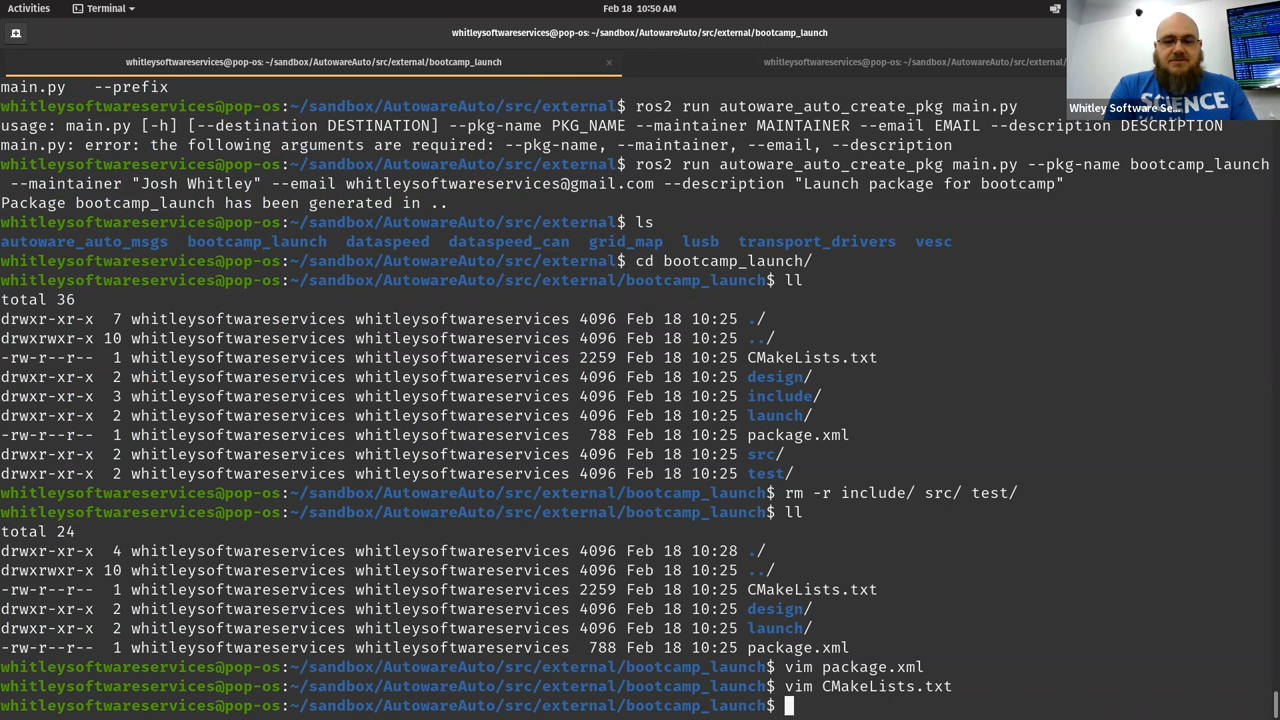 Activities
Terminal
Feb 18 10:50 AM
whitleysoftwareservices@pop-os: ~/sandbox/AutowareAuto/src/external/bootcamp_launch
whitleysoftwareservices@pop-os: ~/sandbox/AutowareAuto/src/external/bootcamp_launch ×
whitleysoftwareservices@pop-os: ~/sandbox/AutowareAuto/src/external/
SCIENCE
Whitley Software Se...
main.py   --prefix
whitleysoftwareservices@pop-os:~/sandbox/AutowareAuto/src/external$ ros2 run autoware_auto_create_pkg main.py
usage: main.py [-h] [--destination DESTINATION] --pkg-name PKG_NAME --maintainer MAINTAINER --email EMAIL --description DESCRIPTION
main.py: error: the following arguments are required: --pkg-name, --maintainer, --email, --description
whitleysoftwareservices@pop-os:~/sandbox/AutowareAuto/src/external$ ros2 run autoware_auto_create_pkg main.py --pkg-name bootcamp_launch
 --maintainer "Josh Whitley" --email whitleysoftwareservices@gmail.com --description "Launch package for bootcamp"
Package bootcamp_launch has been generated in ..
whitleysoftwareservices@pop-os:~/sandbox/AutowareAuto/src/external$ ls
autoware_auto_msgs  bootcamp_launch  dataspeed  dataspeed_can  grid_map  lusb  transport_drivers  vesc
whitleysoftwareservices@pop-os:~/sandbox/AutowareAuto/src/external$ cd bootcamp_launch/
whitleysoftwareservices@pop-os:~/sandbox/AutowareAuto/src/external/bootcamp_launch$ ll
total 36
drwxr-xr-x  7 whitleysoftwareservices whitleysoftwareservices 4096 Feb 18 10:25 ./
drwxrwxr-x 10 whitleysoftwareservices whitleysoftwareservices 4096 Feb 18 10:25 ../
-rw-r--r--  1 whitleysoftwareservices whitleysoftwareservices 2259 Feb 18 10:25 CMakeLists.txt
drwxr-xr-x  2 whitleysoftwareservices whitleysoftwareservices 4096 Feb 18 10:25 design/
drwxr-xr-x  3 whitleysoftwareservices whitleysoftwareservices 4096 Feb 18 10:25 include/
drwxr-xr-x  2 whitleysoftwareservices whitleysoftwareservices 4096 Feb 18 10:25 launch/
-rw-r--r--  1 whitleysoftwareservices whitleysoftwareservices  788 Feb 18 10:25 package.xml
drwxr-xr-x  2 whitleysoftwareservices whitleysoftwareservices 4096 Feb 18 10:25 src/
drwxr-xr-x  2 whitleysoftwareservices whitleysoftwareservices 4096 Feb 18 10:25 test/
whitleysoftwareservices@pop-os:~/sandbox/AutowareAuto/src/external/bootcamp_launch$ rm -r include/ src/ test/
whitleysoftwareservices@pop-os:~/sandbox/AutowareAuto/src/external/bootcamp_launch$ ll
total 24
drwxr-xr-x  4 whitleysoftwareservices whitleysoftwareservices 4096 Feb 18 10:28 ./
drwxrwxr-x 10 whitleysoftwareservices whitleysoftwareservices 4096 Feb 18 10:25 ../
-rw-r--r--  1 whitleysoftwareservices whitleysoftwareservices 2259 Feb 18 10:25 CMakeLists.txt
drwxr-xr-x  2 whitleysoftwareservices whitleysoftwareservices 4096 Feb 18 10:25 design/
drwxr-xr-x  2 whitleysoftwareservices whitleysoftwareservices 4096 Feb 18 10:25 launch/
-rw-r--r--  1 whitleysoftwareservices whitleysoftwareservices  788 Feb 18 10:25 package.xml
whitleysoftwareservices@pop-os:~/sandbox/AutowareAuto/src/external/bootcamp_launch$ vim package.xml
whitleysoftwareservices@pop-os:~/sandbox/AutowareAuto/src/external/bootcamp_launch$ vim CMakeLists.txt
whitleysoftwareservices@pop-os:~/sandbox/AutowareAuto/src/external/bootcamp_launch$